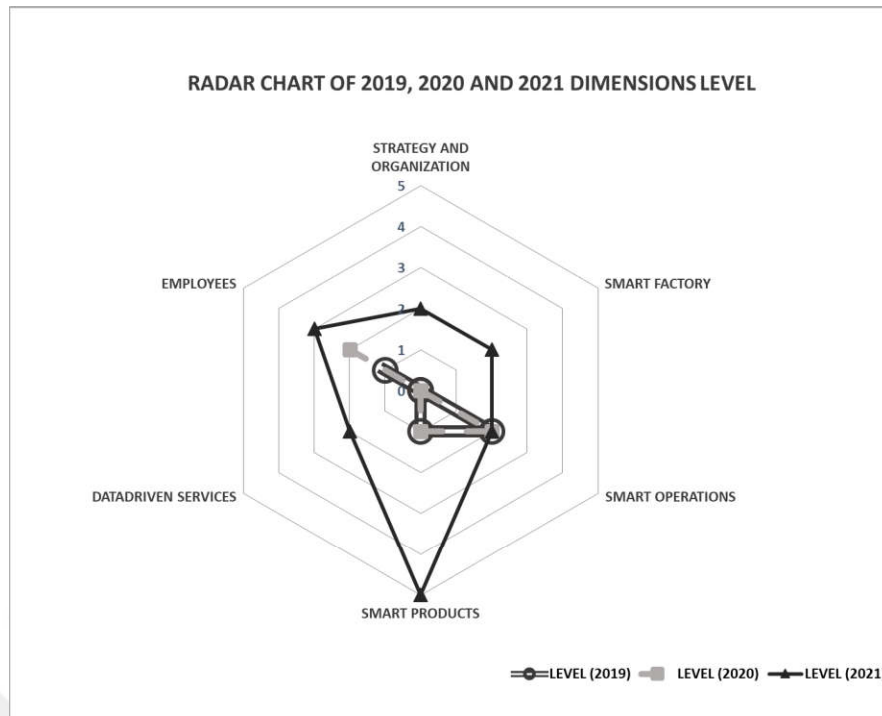 RADAR CHART OF 2019, 2020 AND 2021 DIMENSIONS LEVEL
STRATEGY AND
ORGANIZATION
5
4
3
2
1
0
EMPLOYEES
SMART FACTORY
DATADRIVEN SERVICES
SMART OPERATIONS
SMART PRODUCTS
LEVEL (2019)
LEVEL (2020)
LEVEL (2021